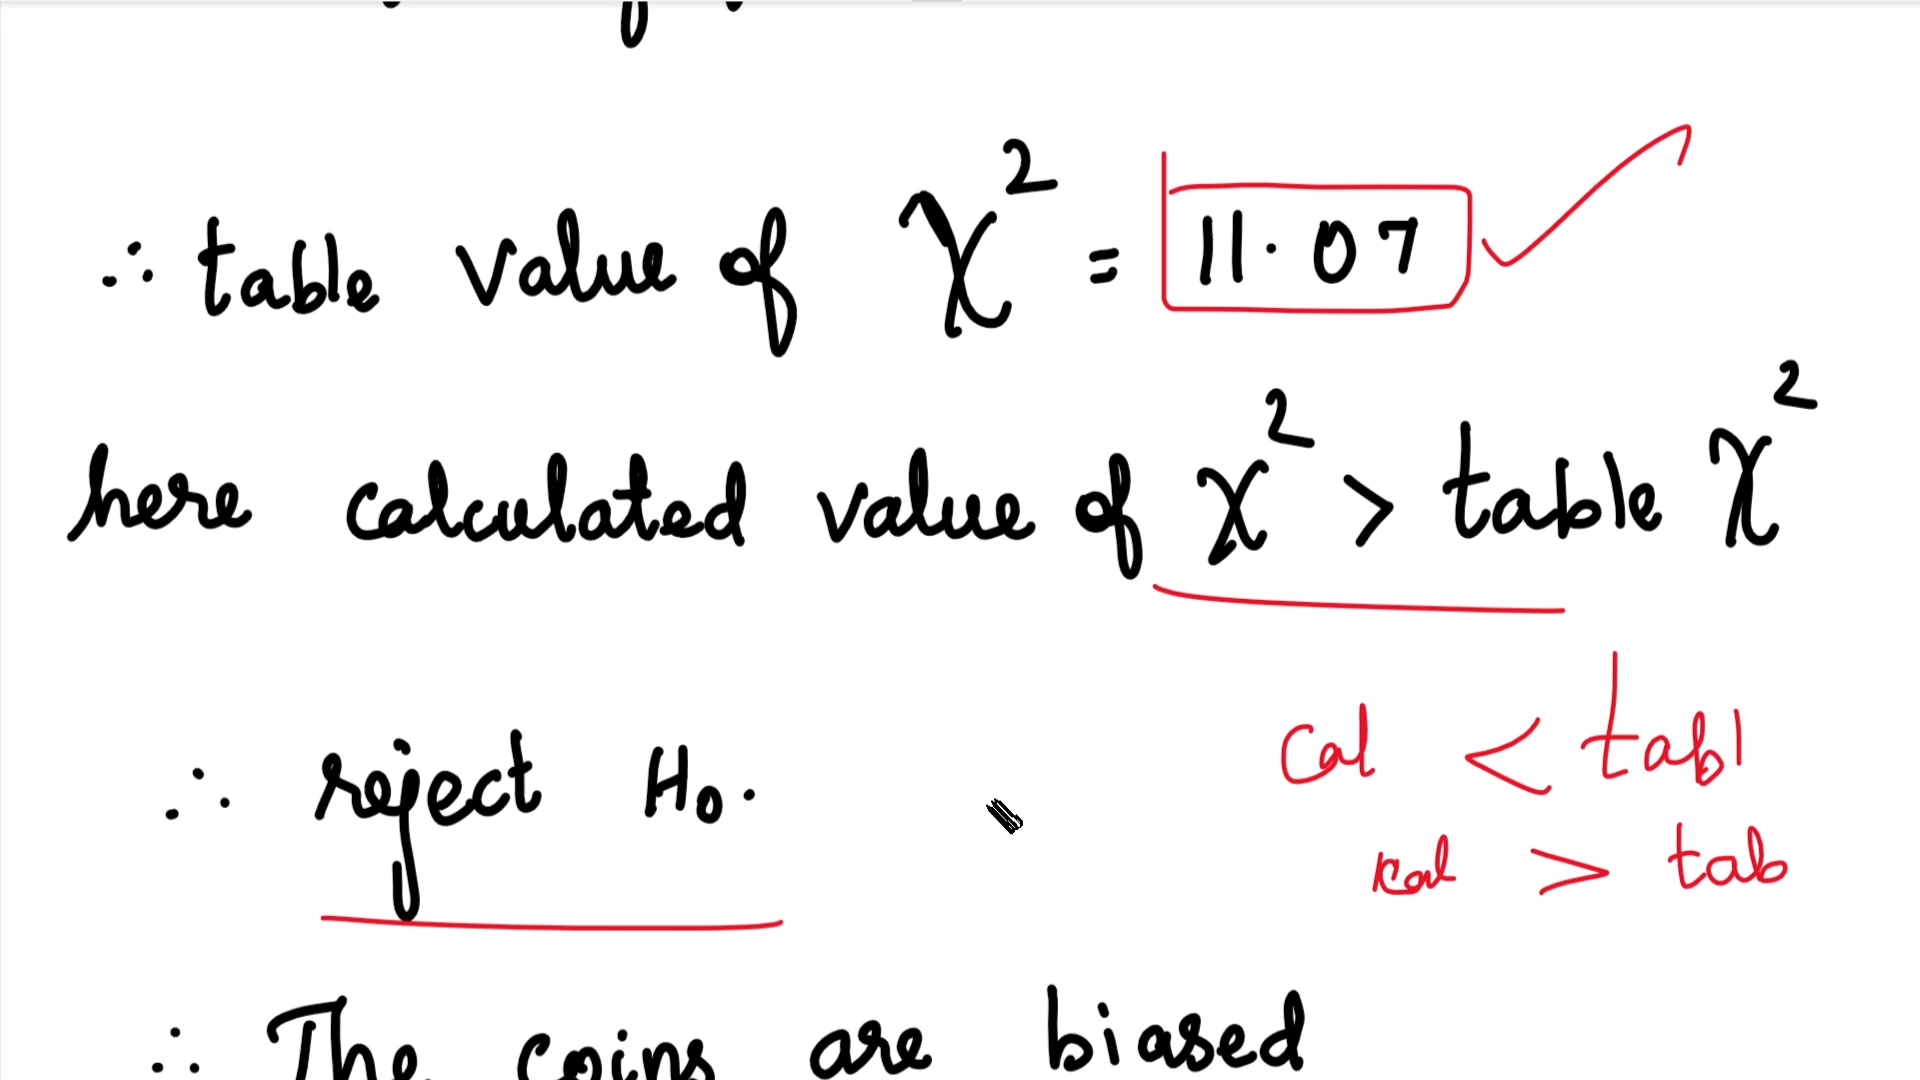 ∴ table value of χ² = 11.07
here calculated value of χ² > table χ²
∴ reject H₀.
cal < tabl
cal > tab
∴ The coins are biased